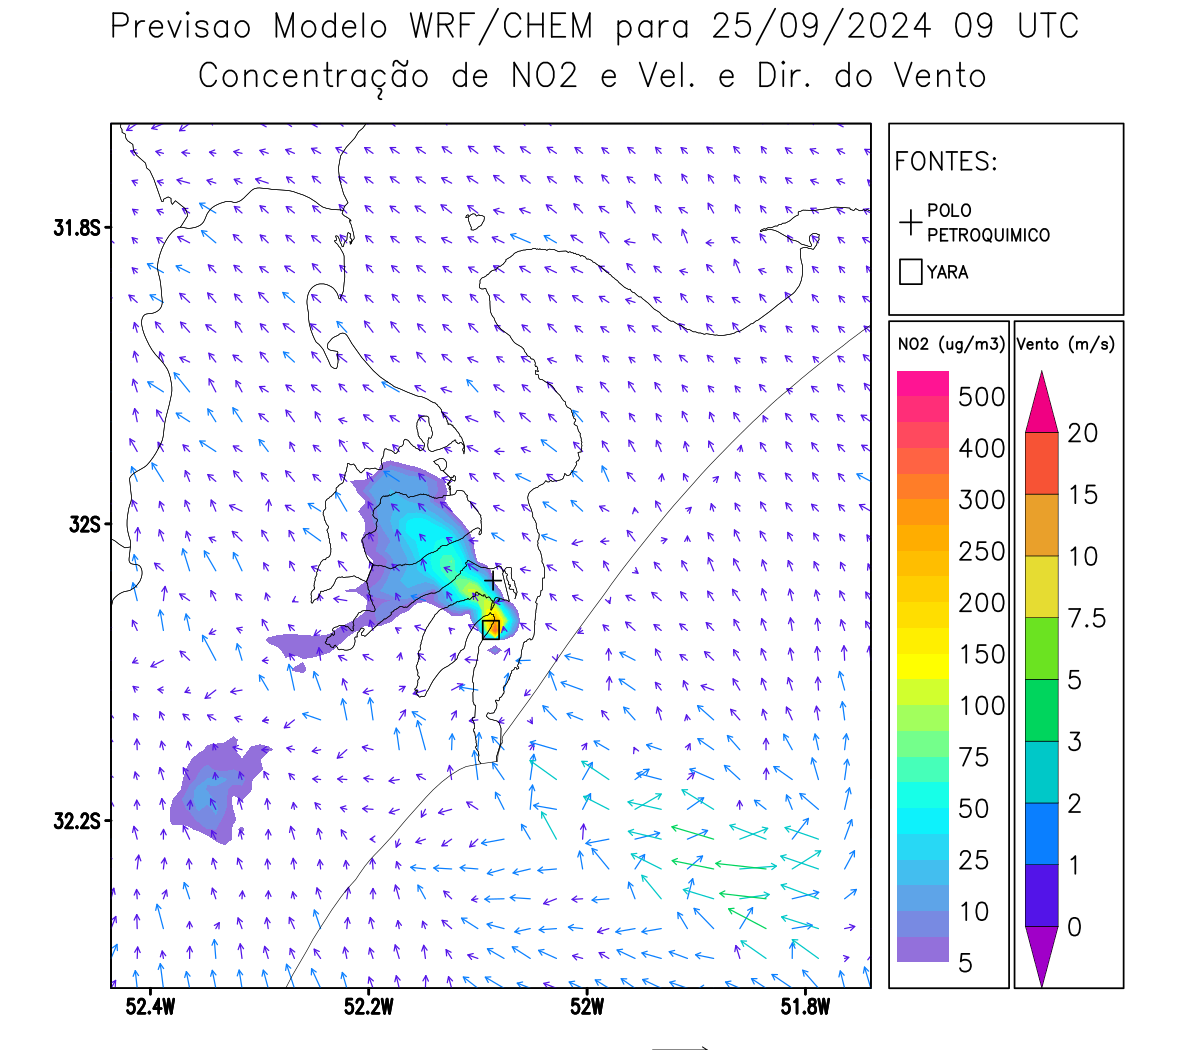 Previsao Modelo WRF/CHEM para 25/09/2024 09 UTC
Concentração de NO2 e Vel. e Dir. do Vento
FONTES:
POLO
PETROQUIMICO
YARA
NO2 (ug/m3)
500
400
300
250
200
150
100
75
50
25
10
5
Vento (m/s)
20
15
10
7.5
5
3
2
1
0
31.8S
32S
32.2S
52.4W
52.2W
52W
51.8W